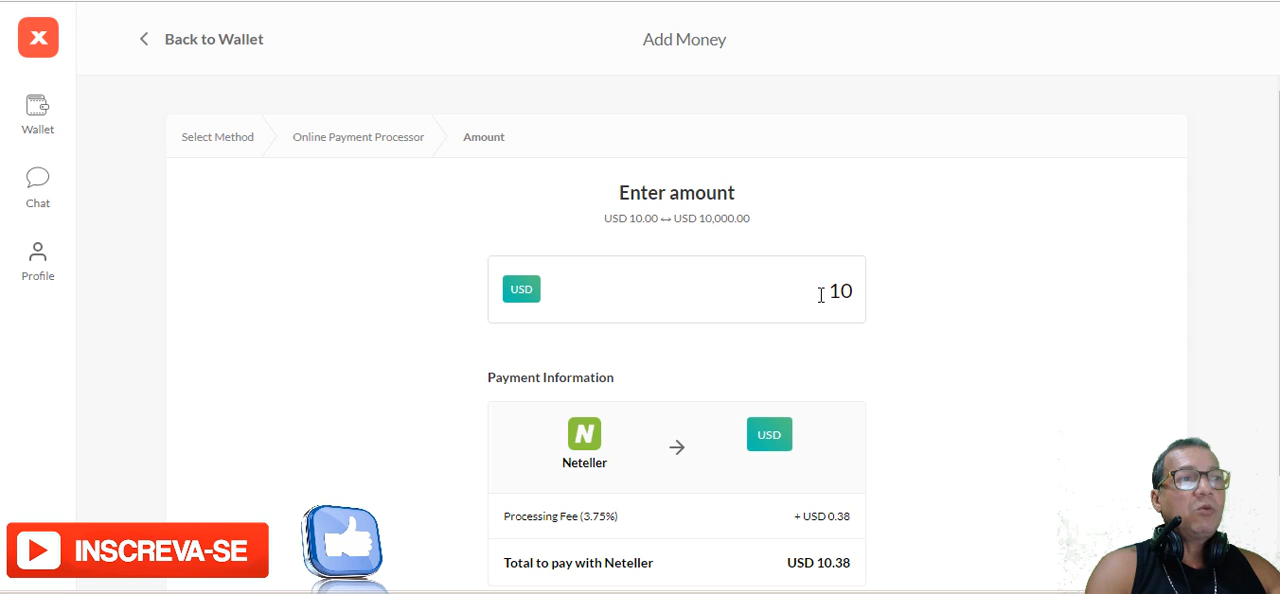 X
Back to Wallet
Add Money
Wallet
Chat
Profile
Select Method
Online Payment Processor
Amount
Enter amount
USD 10.00 ↔ USD 10,000.00
USD
10
Payment Information
N
USD
Neteller
Processing Fee (3.75%)
+ USD 0.38
Total to pay with Neteller
USD 10.38
INSCREVA-SE